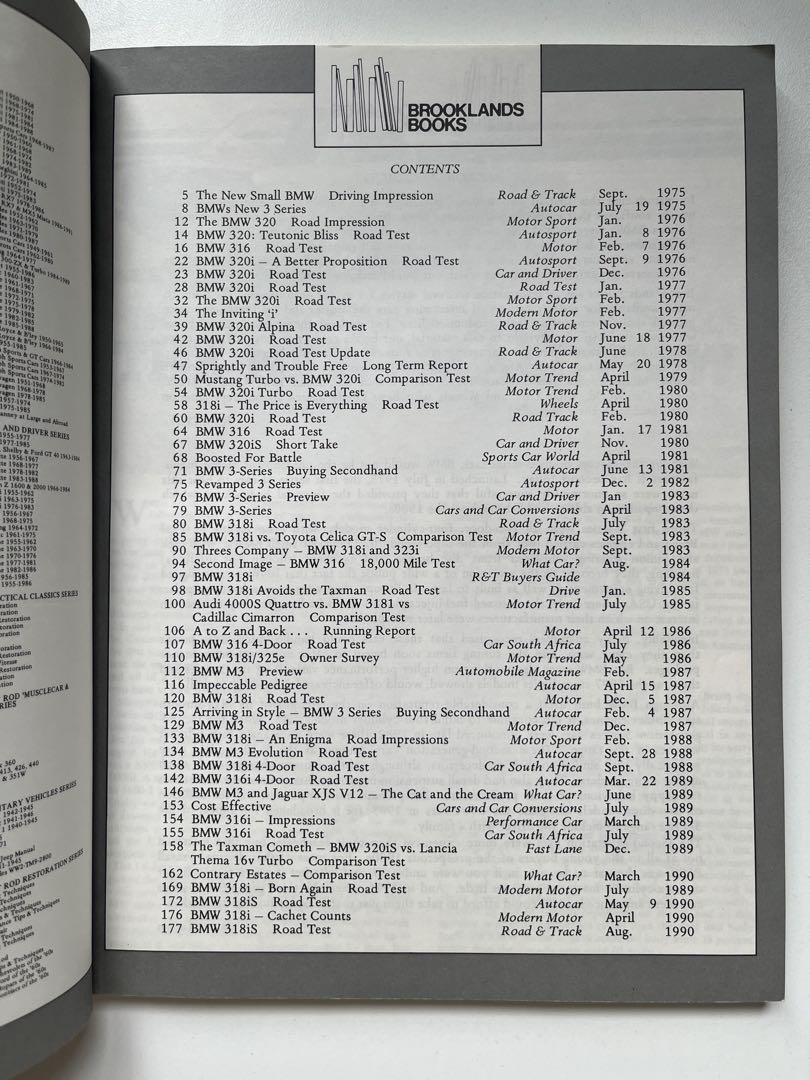 BROOKLANDS
BOOKS
CONTENTS
5 The New Small BMW Driving Impression Road & Track Sept. 1975
8 BMWs New 3 Series Autocar July 19 1975
12 The BMW 320 Road Impression Motor Sport Jan. 1976
14 BMW 320: Teutonic Bliss Road Test Autosport Jan. 8 1976
16 BMW 316 Road Test Motor Feb. 7 1976
22 BMW 320i – A Better Proposition Road Test Autosport Sept. 9 1976
23 BMW 320i Road Test Car and Driver Dec. 1976
28 BMW 320i Road Test Road Test Jan. 1977
32 The BMW 320i Road Test Motor Sport Feb. 1977
34 The Inviting ‘i’ Modern Motor Feb. 1977
39 BMW 320i Alpina Road Test Road & Track Nov. 1977
42 BMW 320i Road Test Motor June 18 1977
46 BMW 320i Road Test Update Road & Track June 1978
47 Sprightly and Trouble Free Long Term Report Autocar May 20 1978
50 Mustang Turbo vs. BMW 320i Comparison Test Motor Trend April 1979
54 BMW 320i Turbo Road Test Motor Trend Feb. 1980
58 318i – The Price is Everything Road Test Wheels April 1980
60 BMW 320i Road Test Road Track Feb. 1980
64 BMW 316 Road Test Motor Jan. 17 1981
67 BMW 320iS Short Take Car and Driver Nov. 1980
68 Boosted For Battle Sports Car World April 1981
71 BMW 3-Series Buying Secondhand Autocar June 13 1981
75 Revamped 3 Series Autosport Dec. 2 1982
76 BMW 3-Series Preview Car and Driver Jan 1983
79 BMW 3-Series Cars and Car Conversions April 1983
80 BMW 318i Road Test Road & Track July 1983
85 BMW 318i vs. Toyota Celica GT-S Comparison Test Motor Trend Sept. 1983
90 Threes Company – BMW 318i and 323i Modern Motor Sept. 1983
94 Second Image – BMW 316 18,000 Mile Test What Car? Aug. 1984
97 BMW 318i R&T Buyers Guide 1984
98 BMW 318i Avoids the Taxman Road Test Drive Jan. 1985
100 Audi 4000S Quattro vs. BMW 3181 vs Motor Trend July 1985
Cadillac Cimarron Comparison Test
106 A to Z and Back . . . Running Report Motor April 12 1986
107 BMW 316 4-Door Road Test Car South Africa July 1986
110 BMW 318i/325e Owner Survey Motor Trend May 1986
112 BMW M3 Preview Automobile Magazine Feb. 1987
116 Impeccable Pedigree Autocar April 15 1987
120 BMW 318i Road Test Motor Dec. 5 1987
125 Arriving in Style – BMW 3 Series Buying Secondhand Autocar Feb. 4 1987
129 BMW M3 Road Test Motor Trend Dec. 1987
133 BMW 318i – An Enigma Road Impressions Motor Sport Feb. 1988
134 BMW M3 Evolution Road Test Autocar Sept. 28 1988
138 BMW 318i 4-Door Road Test Car South Africa Sept. 1988
142 BMW 316i 4-Door Road Test Autocar Mar. 22 1989
146 BMW M3 and Jaguar XJS V12 – The Cat and the Cream What Car? June 1989
153 Cost Effective Cars and Car Conversions July 1989
154 BMW 316i – Impressions Performance Car March 1989
155 BMW 316i Road Test Car South Africa July 1989
158 The Taxman Cometh – BMW 320iS vs. Lancia Fast Lane Dec. 1989
Thema 16v Turbo Comparison Test
162 Contrary Estates – Comparison Test What Car? March 1990
169 BMW 318i – Born Again Road Test Modern Motor July 1989
172 BMW 318iS Road Test Autocar May 9 1990
176 BMW 318i – Cachet Counts Modern Motor April 1990
177 BMW 318iS Road Test Road & Track Aug. 1990